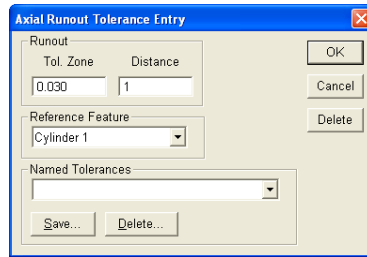 Axial Runout Tolerance Entry
Runout
Tol. Zone Distance
0.030 1
OK
Cancel
Delete
Reference Feature
Cylinder 1
Named Tolerances
Save... Delete...